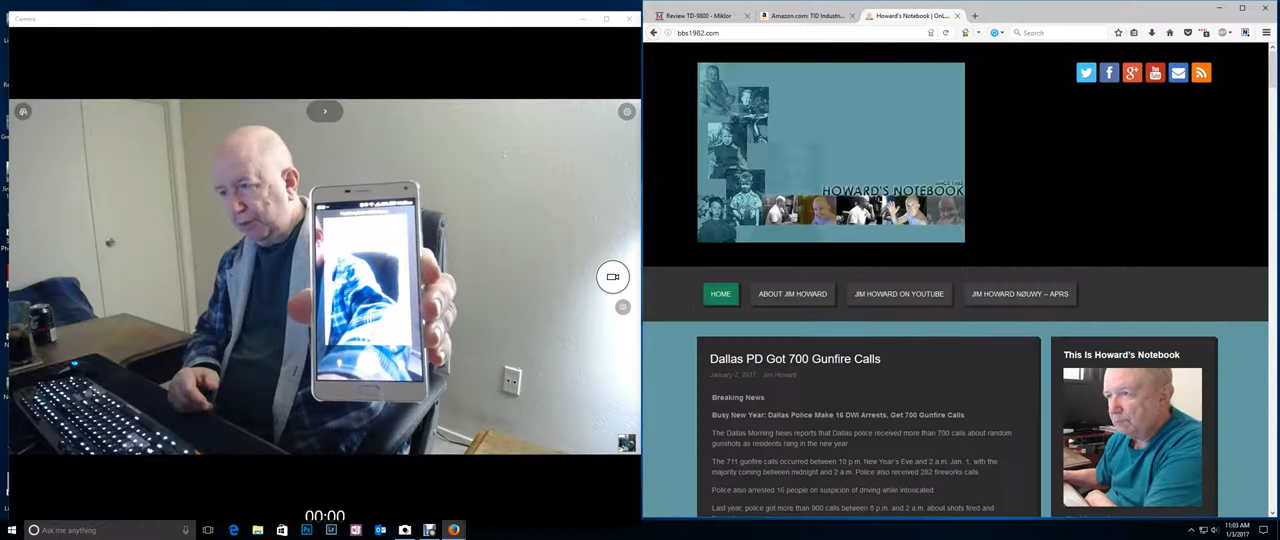 Camera
Review TD-9800 - Miklor
Amazon.com: TID Industri...
Howard's Notebook | OnL...
bbs1982.com
Search
SINCE 1982
HOWARD'S NOTEBOOK
HOME
ABOUT JIM HOWARD
JIM HOWARD ON YOUTUBE
JIM HOWARD NØUWY – APRS
Dallas PD Got 700 Gunfire Calls
January 2, 2017
Jim Howard
Breaking News
Busy New Year: Dallas Police Make 16 DWI Arrests, Get 700 Gunfire Calls
The Dallas Morning News reports that Dallas police received more than 700 calls about random
gunshots as residents rang in the new year
The 711 gunfire calls occurred between 10 p.m. New Year's Eve and 2 a.m. Jan. 1, with the
majority coming between midnight and 2 a.m. Police also received 262 fireworks calls.
Police also arrested 16 people on suspicion of driving while intoxicated.
Last year, police got more than 900 calls between 8 p.m. and 2 a.m. about shots fired and
This Is Howard's Notebook
00:00
Ask me anything
11:03 AM
1/3/2017